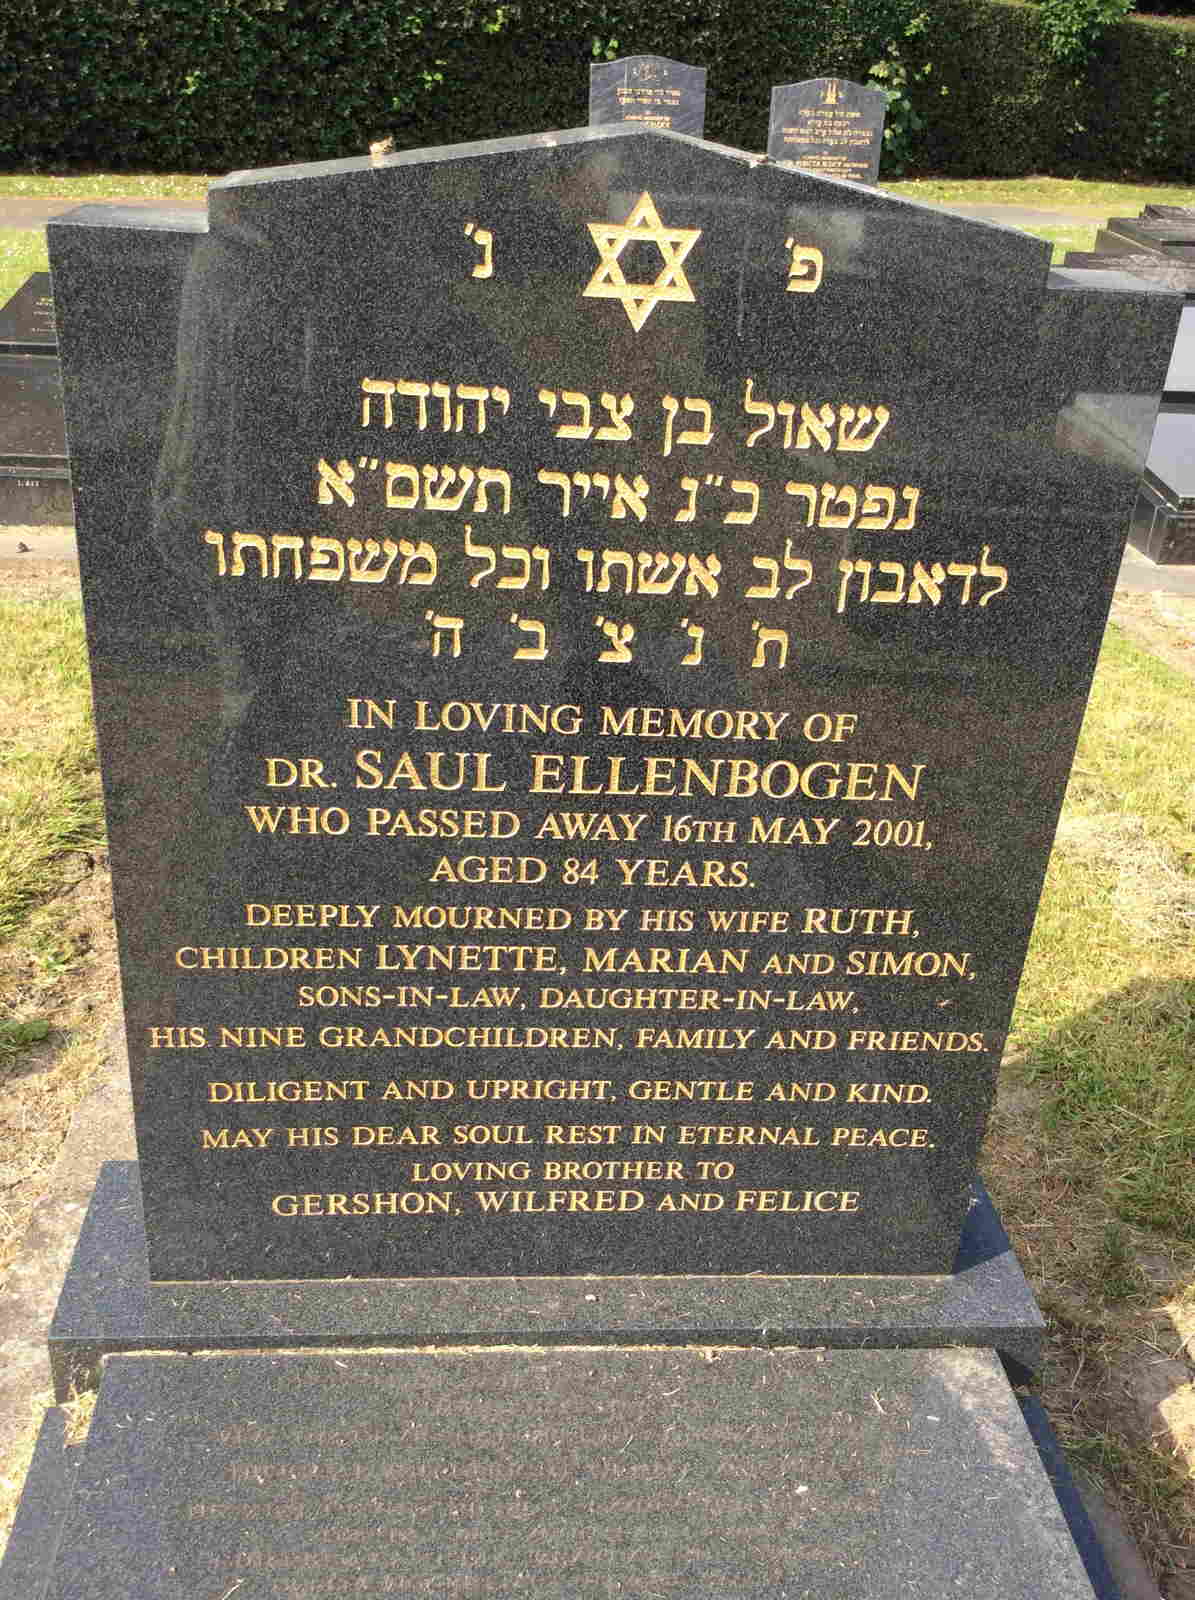 פ׳ נ׳
שאול בן צבי יהודה
נפטר כ״ג אייר תשס״א
לדאבון לב אשתו וכל משפחתו
ת׳ נ׳ צ׳ ב׳ ה׳
IN LOVING MEMORY OF
DR. SAUL ELLENBOGEN
WHO PASSED AWAY 16TH MAY 2001,
AGED 84 YEARS.
DEEPLY MOURNED BY HIS WIFE RUTH,
CHILDREN LYNETTE, MARIAN AND SIMON,
SONS-IN-LAW, DAUGHTER-IN-LAW,
HIS NINE GRANDCHILDREN, FAMILY AND FRIENDS.
DILIGENT AND UPRIGHT, GENTLE AND KIND.
MAY HIS DEAR SOUL REST IN ETERNAL PEACE.
LOVING BROTHER TO
GERSHON, WILFRED AND FELICE